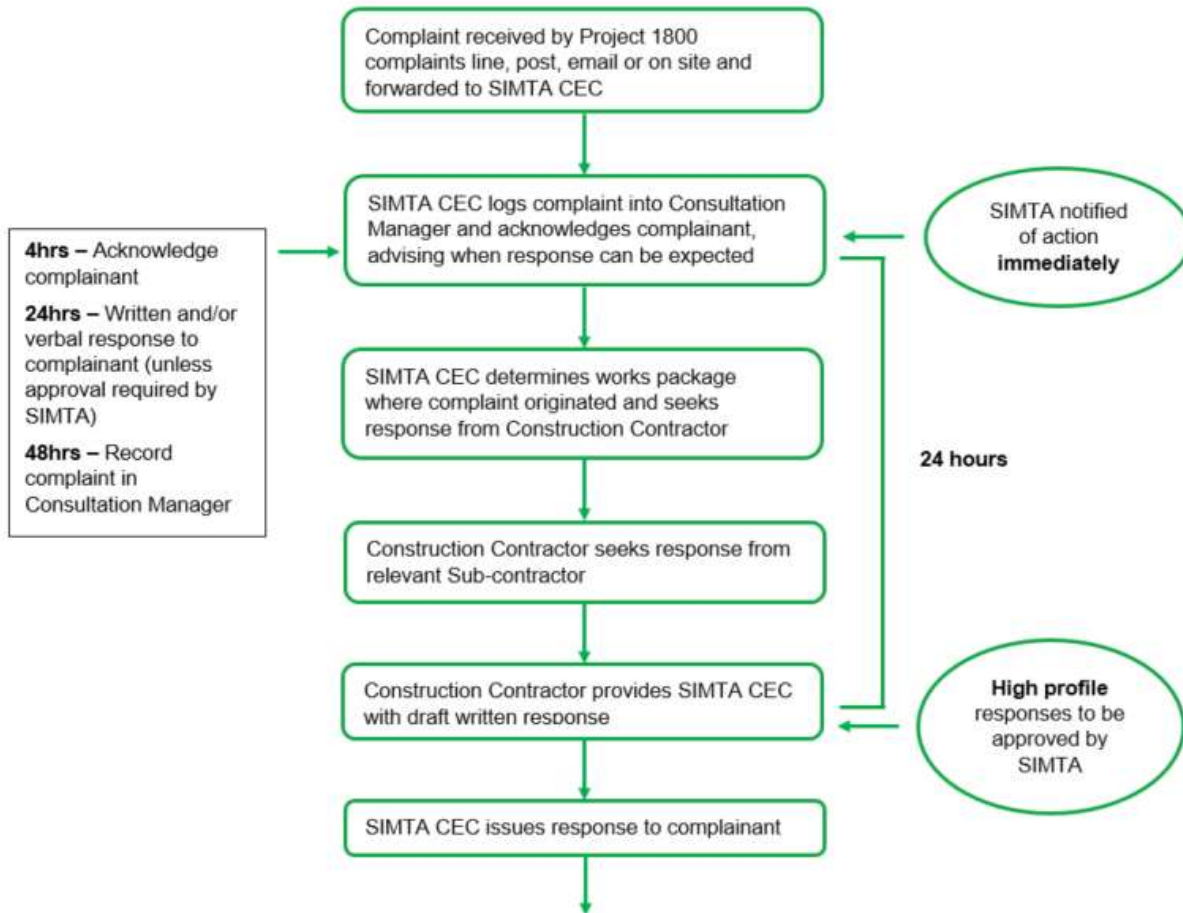 Complaint received by Project 1800
complaints line, post, email or on site and
forwarded to SIMTA CEC
SIMTA CEC logs complaint into Consultation
Manager and acknowledges complainant,
advising when response can be expected
SIMTA notified
of action
immediately
4hrs – Acknowledge
complainant
24hrs – Written and/or
verbal response to
complainant (unless
approval required by
SIMTA)
48hrs – Record
complaint in
Consultation Manager
SIMTA CEC determines works package
where complaint originated and seeks
response from Construction Contractor
24 hours
Construction Contractor seeks response from
relevant Sub-contractor
Construction Contractor provides SIMTA CEC
with draft written response
High profile
responses to be
approved by
SIMTA
SIMTA CEC issues response to complainant